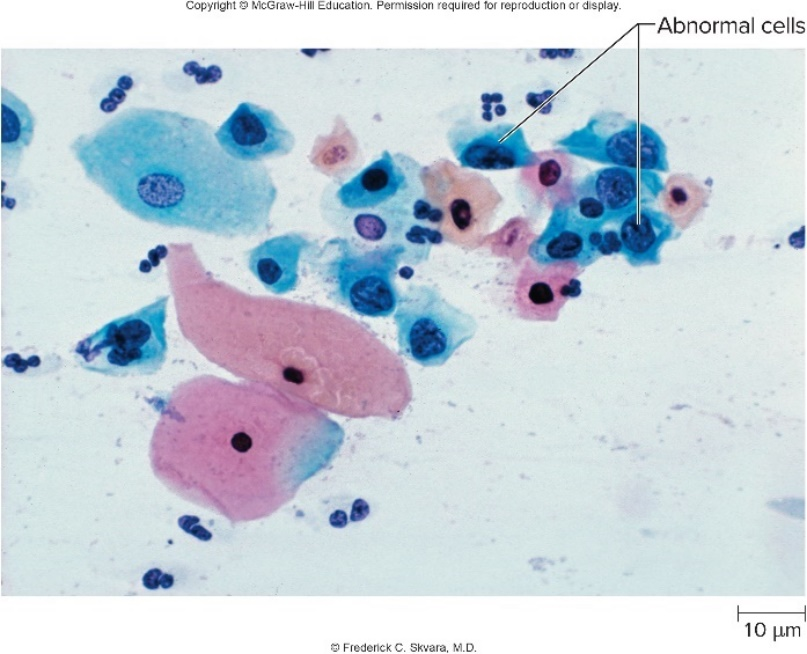 Copyright © McGraw-Hill Education. Permission required for reproduction or display.
Abnormal cells
10 µm
© Frederick C. Skvara, M.D.